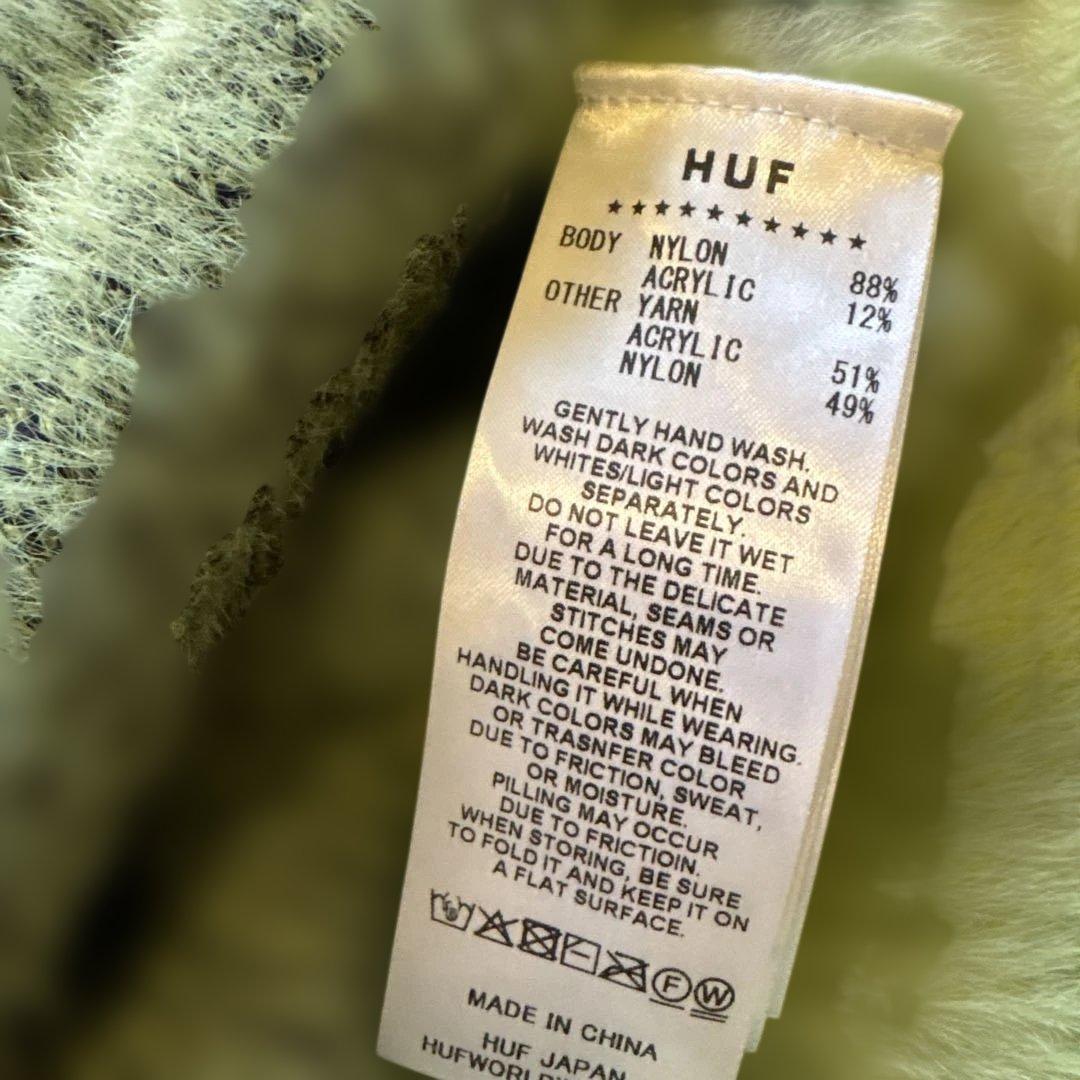 HUF
★★★★★★★★★★
BODY NYLON 88%
ACRYLIC 12%
OTHER YARN
ACRYLIC 51%
NYLON 49%
GENTLY HAND WASH.
WASH DARK COLORS AND
WHITES/LIGHT COLORS
SEPARATELY.
DO NOT LEAVE IT WET
FOR A LONG TIME.
DUE TO THE DELICATE
MATERIAL, SEAMS OR
STITCHES MAY
COME UNDONE.
BE CAREFUL WHEN
HANDLING IT WHILE WEARING.
DARK COLORS MAY BLEED
OR TRASNFER COLOR
DUE TO FRICTION, SWEAT,
OR MOISTURE.
PILLING MAY OCCUR
DUE TO FRICTIOIN.
WHEN STORING, BE SURE
TO FOLD IT AND KEEP IT ON
A FLAT SURFACE.
F W
MADE IN CHINA
HUF JAPAN